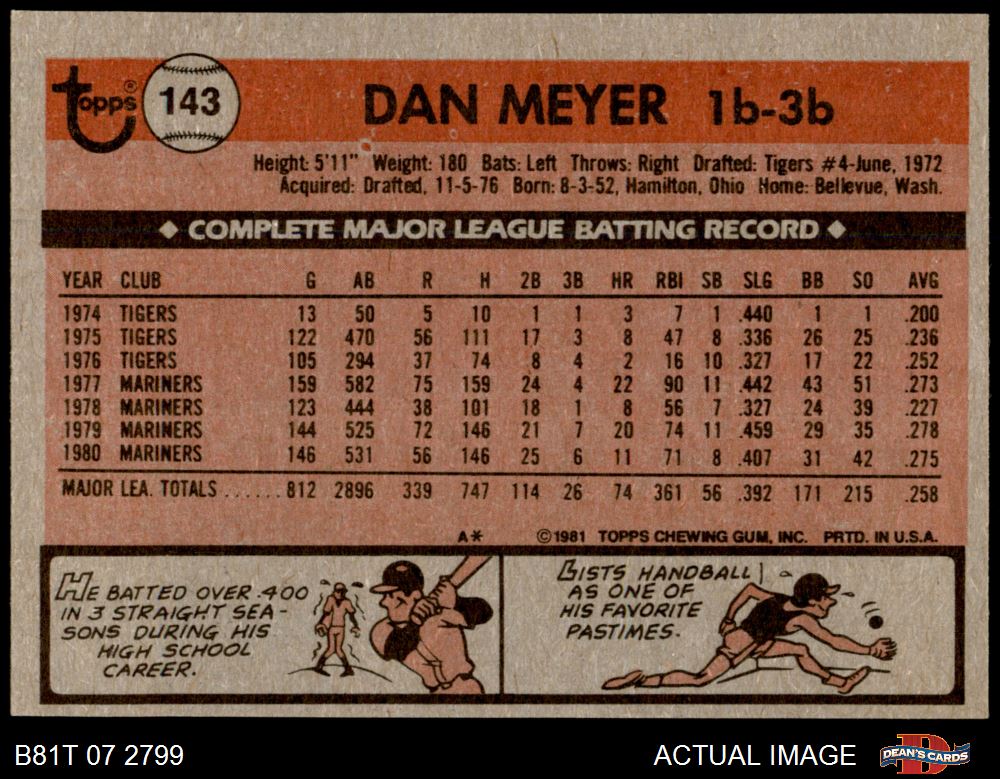 topps® 143 DAN MEYER 1b-3b
Height: 5'11" Weight: 180 Bats: Left Throws: Right Drafted: Tigers #4-June, 1972
Acquired: Drafted, 11-5-76 Born: 8-3-52, Hamilton, Ohio Home: Bellevue, Wash.
◆ COMPLETE MAJOR LEAGUE BATTING RECORD ◆
YEAR CLUB G AB R H 2B 3B HR RBI SB SLG BB SO AVG
1974 TIGERS 13 50 5 10 1 1 3 7 1 .440 1 1 .200
1975 TIGERS 122 470 56 111 17 3 8 47 8 .336 26 25 .236
1976 TIGERS 105 294 37 74 8 4 2 16 10 .327 17 22 .252
1977 MARINERS 159 582 75 159 24 4 22 90 11 .442 43 51 .273
1978 MARINERS 123 444 38 101 18 1 8 56 7 .327 24 39 .227
1979 MARINERS 144 525 72 146 21 7 20 74 11 .459 29 35 .278
1980 MARINERS 146 531 56 146 25 6 11 71 8 .407 31 42 .275
MAJOR LEA. TOTALS ...... 812 2896 339 747 114 26 74 361 56 .392 171 215 .258
A* ©1981 TOPPS CHEWING GUM, INC. PRTD. IN U.S.A.
HE BATTED OVER .400
IN 3 STRAIGHT SEA-
SONS DURING HIS
HIGH SCHOOL
CAREER.
LISTS HANDBALL
AS ONE OF
HIS FAVORITE
PASTIMES.
B81T 07 2799 ACTUAL IMAGE DEAN'S CARDS